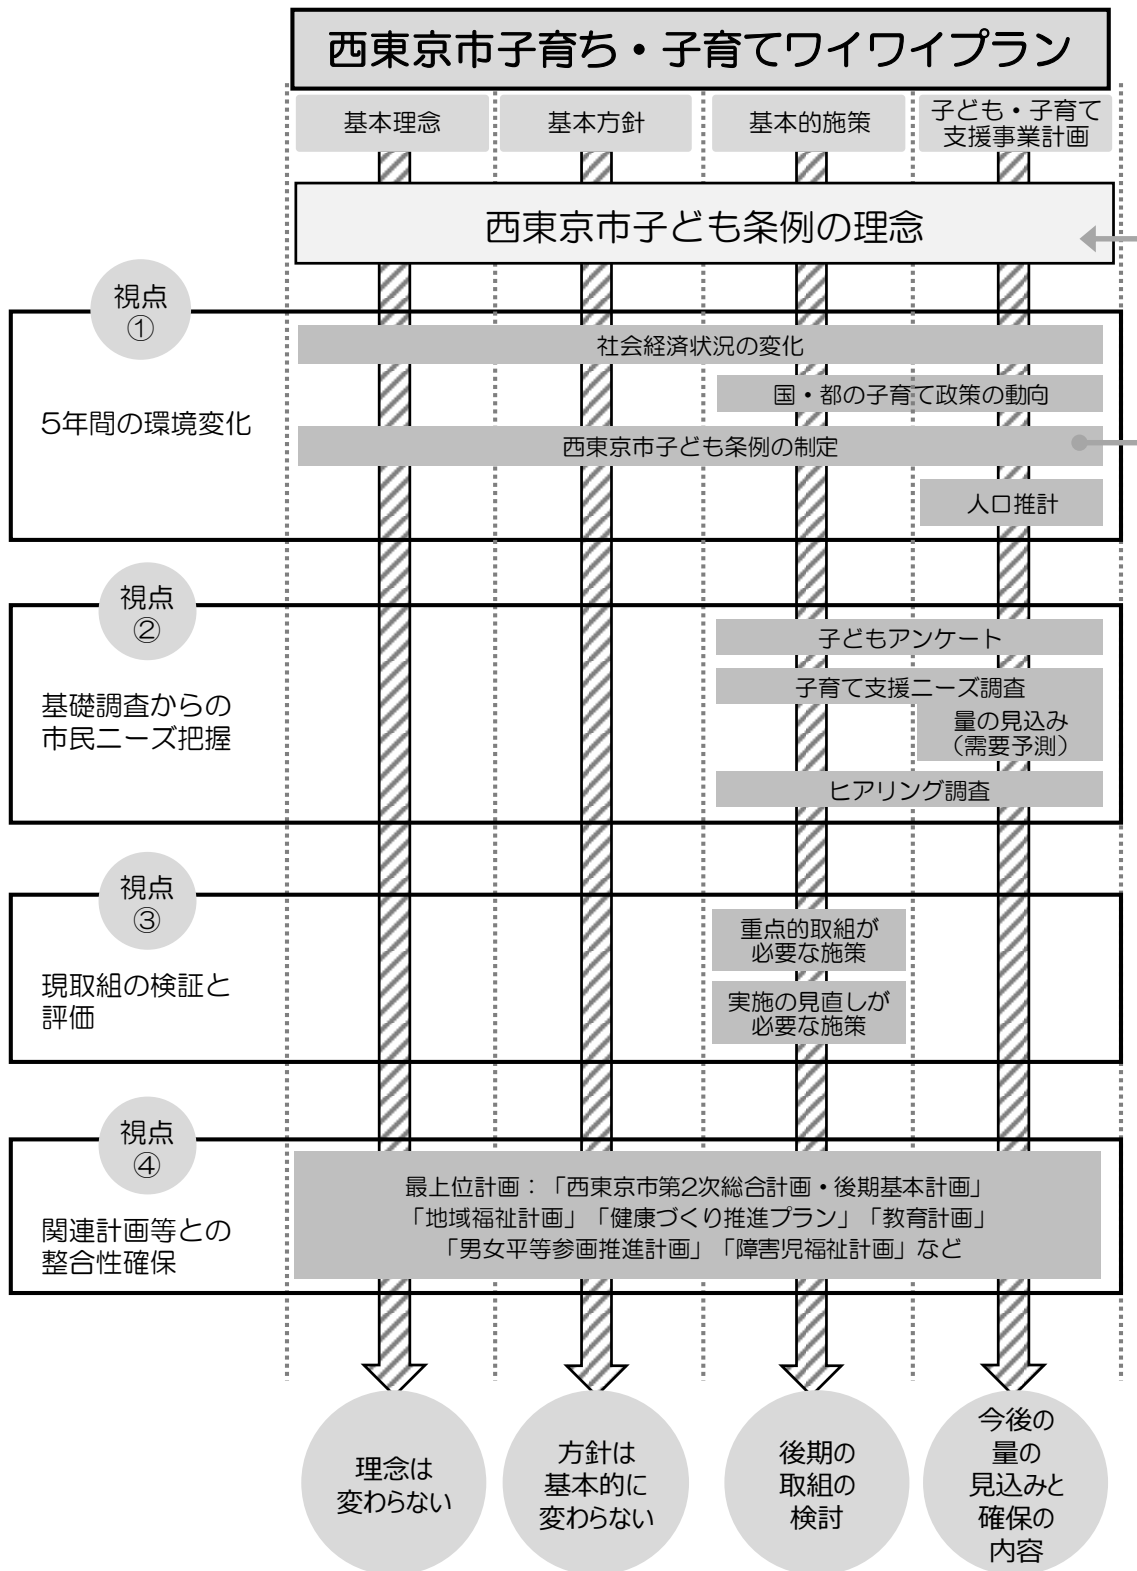 西東京市子育ち・子育てワイワイプラン
基本理念
基本方針
基本的施策
子ども・子育て
支援事業計画
西東京市子ども条例の理念
視点
①
5年間の環境変化
社会経済状況の変化
国・都の子育て政策の動向
西東京市子ども条例の制定
人口推計
視点
②
基礎調査からの
市民ニーズ把握
子どもアンケート
子育て支援ニーズ調査
量の見込み
（需要予測）
ヒアリング調査
視点
③
現取組の検証と
評価
重点的取組が
必要な施策
実施の見直しが
必要な施策
視点
④
関連計画等との
整合性確保
最上位計画：「西東京市第2次総合計画・後期基本計画」
「地域福祉計画」「健康づくり推進プラン」「教育計画」
「男女平等参画推進計画」「障害児福祉計画」など
理念は
変わらない
方針は
基本的に
変わらない
後期の
取組の
検討
今後の
量の
見込みと
確保の
内容